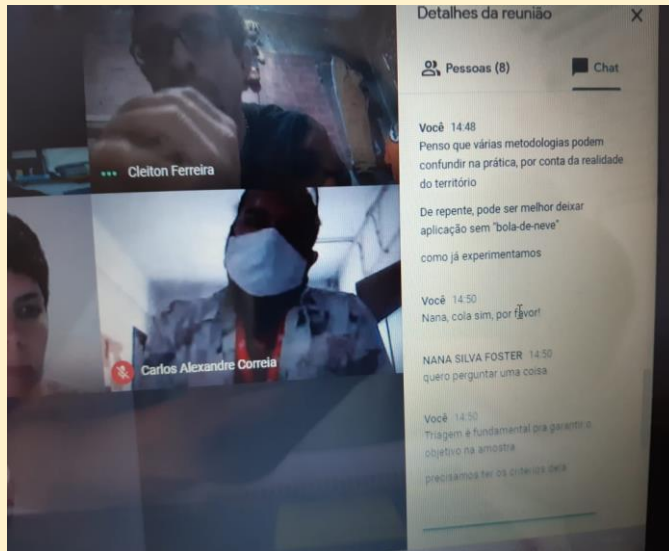 Detalhes da reunião
Pessoas (8)
Chat
Você 14:48
Penso que várias metodologias podem
confundir na prática, por conta da realidade
do território
De repente, pode ser melhor deixar
aplicação sem "bola-de-neve"
como já experimentamos
Você 14:50
Nana, cola sim, por favor!
NANA SILVA FOSTER 14:50
quero perguntar uma coisa
Você 14:50
Triagem é fundamental pra garantir o
objetivo na amostra
precisamos ter os critérios dela
Cleiton Ferreira
Carlos Alexandre Correia